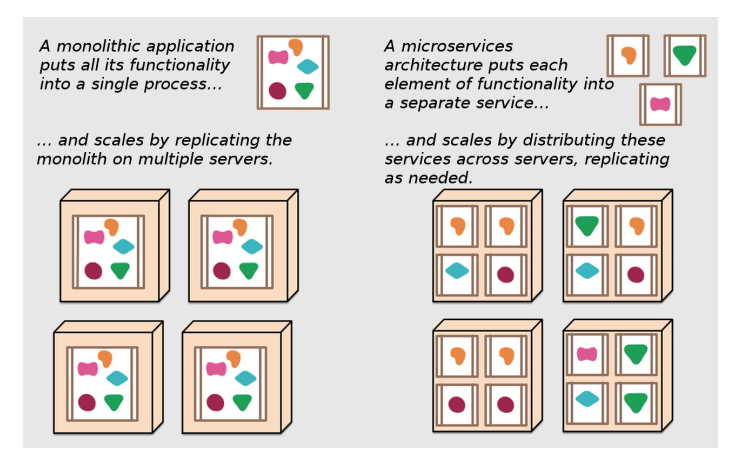 A monolithic application
puts all its functionality
into a single process...
... and scales by replicating the
monolith on multiple servers.
A microservices
architecture puts each
element of functionality into
a separate service...
... and scales by distributing these
services across servers, replicating
as needed.